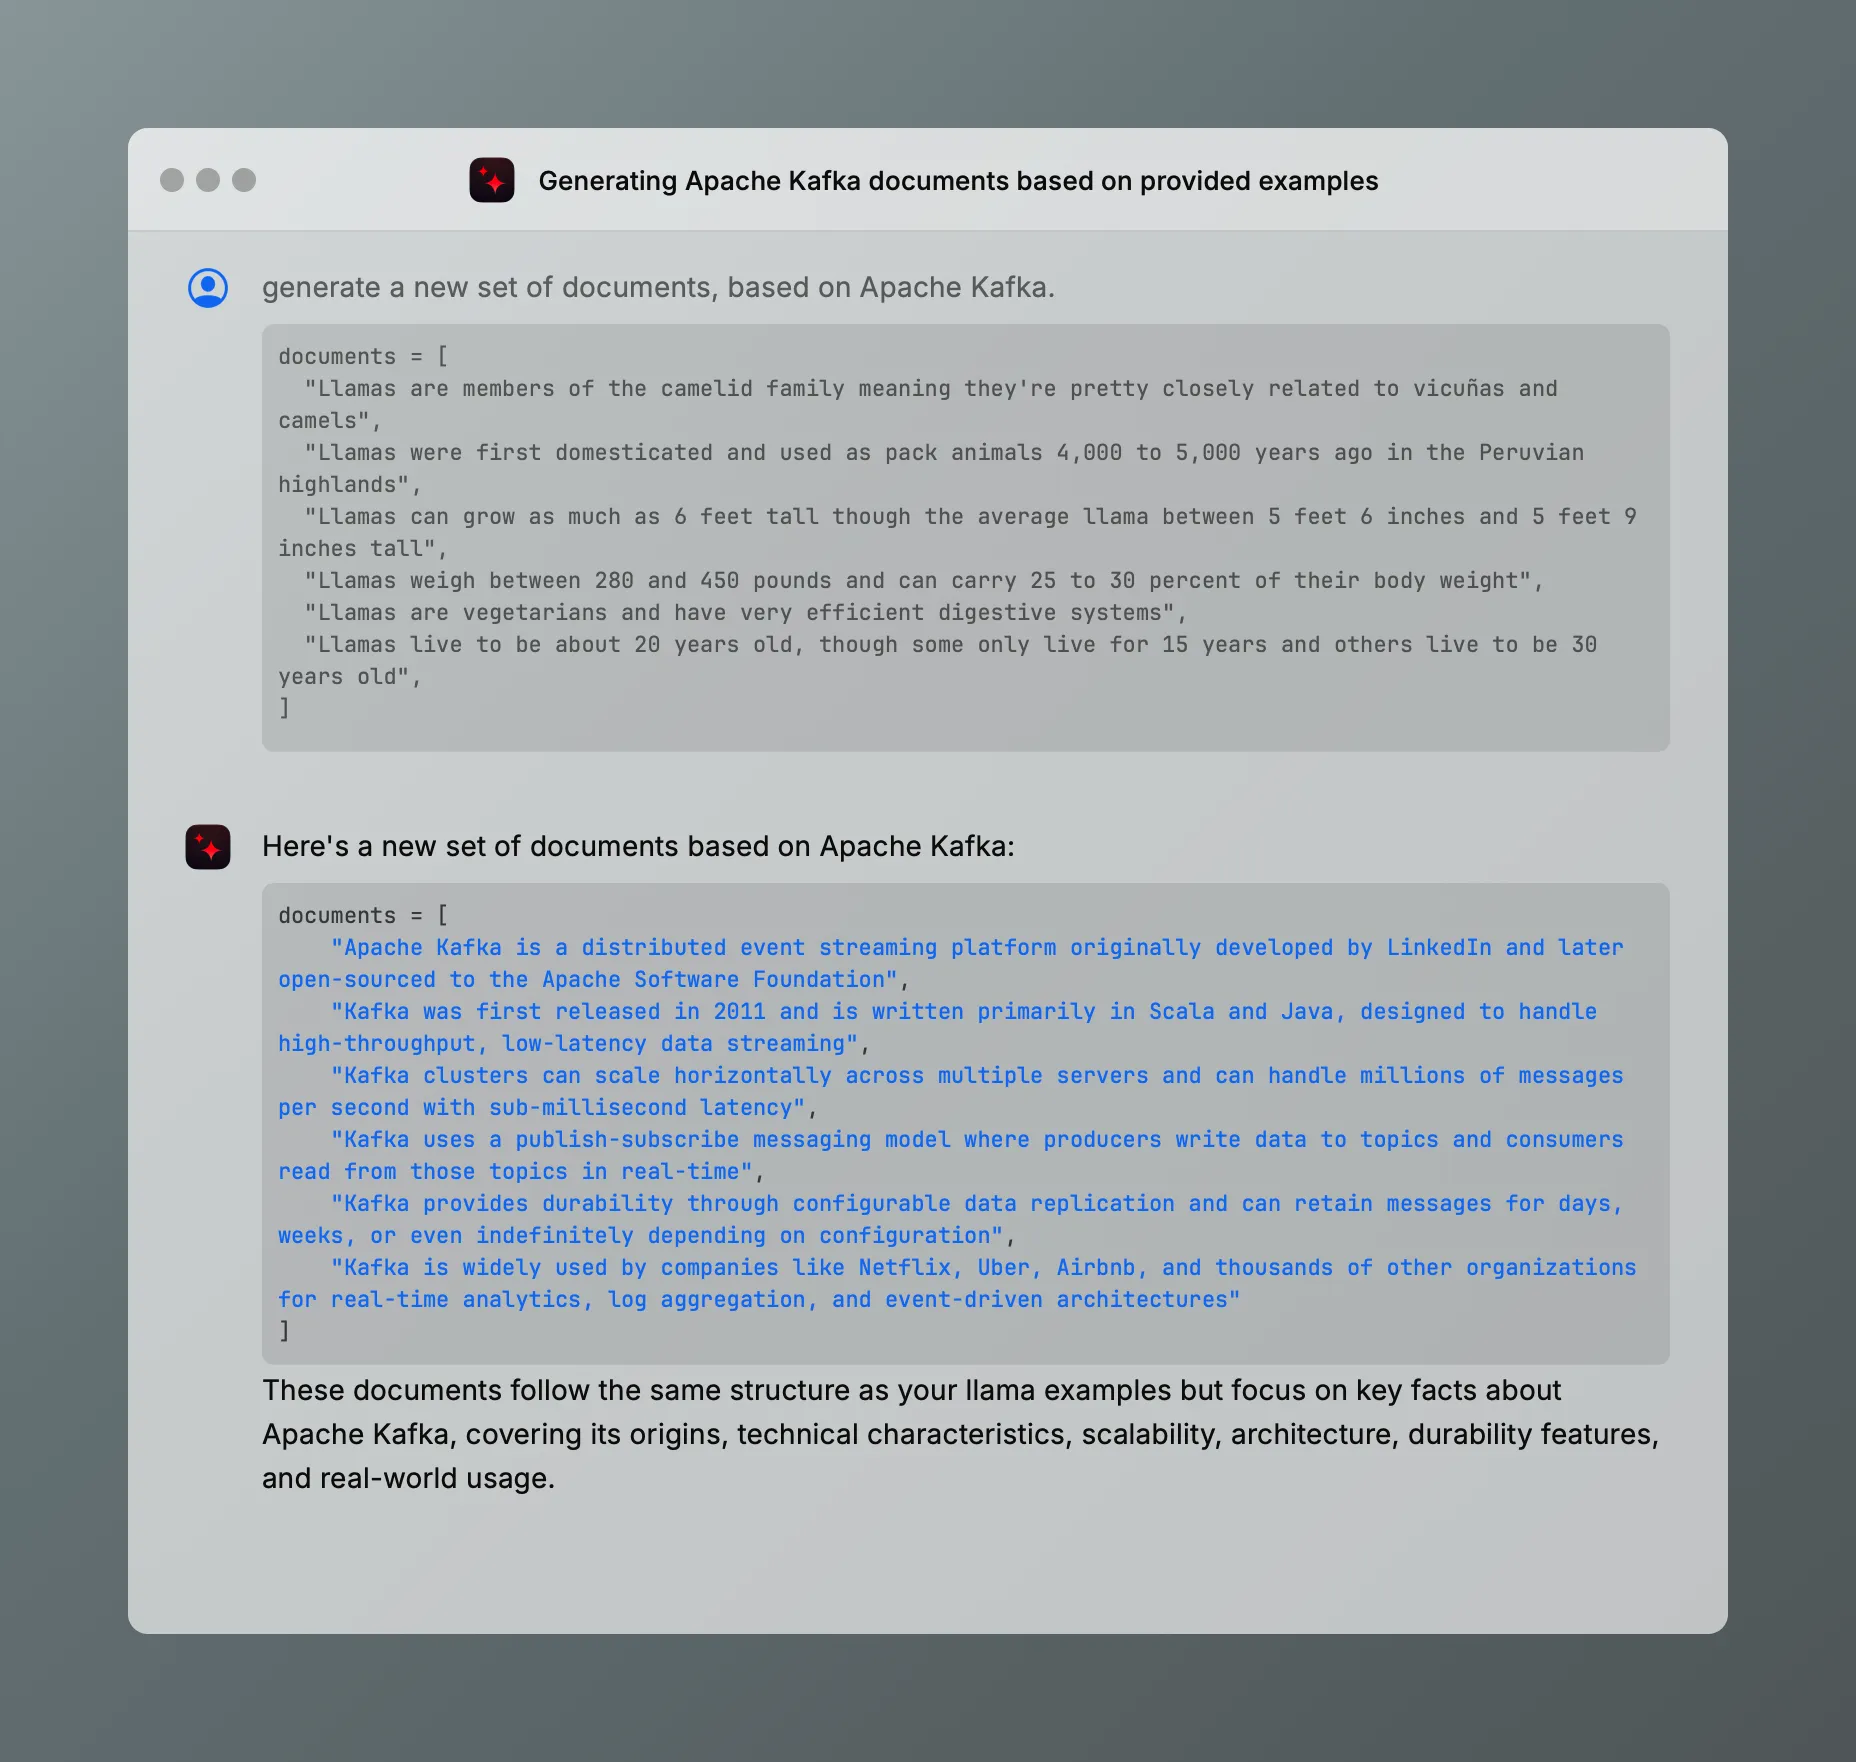 Generating Apache Kafka documents based on provided examples
generate a new set of documents, based on Apache Kafka.
documents = [
  "Llamas are members of the camelid family meaning they're pretty closely related to vicuñas and
camels",
  "Llamas were first domesticated and used as pack animals 4,000 to 5,000 years ago in the Peruvian
highlands",
  "Llamas can grow as much as 6 feet tall though the average llama between 5 feet 6 inches and 5 feet 9
inches tall",
  "Llamas weigh between 280 and 450 pounds and can carry 25 to 30 percent of their body weight",
  "Llamas are vegetarians and have very efficient digestive systems",
  "Llamas live to be about 20 years old, though some only live for 15 years and others live to be 30
years old",
]
Here's a new set of documents based on Apache Kafka:
documents = [
    "Apache Kafka is a distributed event streaming platform originally developed by LinkedIn and later
open-sourced to the Apache Software Foundation",
    "Kafka was first released in 2011 and is written primarily in Scala and Java, designed to handle
high-throughput, low-latency data streaming",
    "Kafka clusters can scale horizontally across multiple servers and can handle millions of messages
per second with sub-millisecond latency",
    "Kafka uses a publish-subscribe messaging model where producers write data to topics and consumers
read from those topics in real-time",
    "Kafka provides durability through configurable data replication and can retain messages for days,
weeks, or even indefinitely depending on configuration",
    "Kafka is widely used by companies like Netflix, Uber, Airbnb, and thousands of other organizations
for real-time analytics, log aggregation, and event-driven architectures"
]
These documents follow the same structure as your llama examples but focus on key facts about
Apache Kafka, covering its origins, technical characteristics, scalability, architecture, durability features,
and real-world usage.